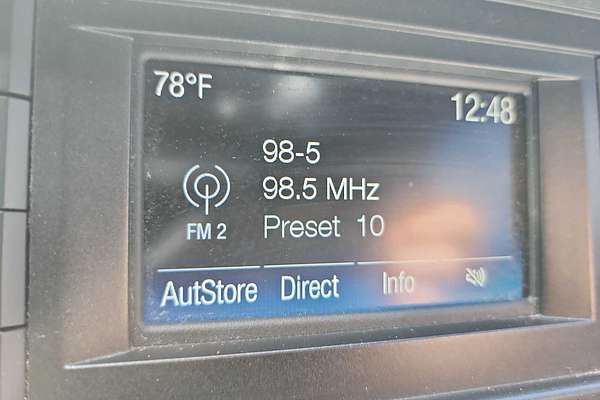 78°F
12:48
98-5
98.5 MHz
FM 2
Preset 10
AutStore Direct Info